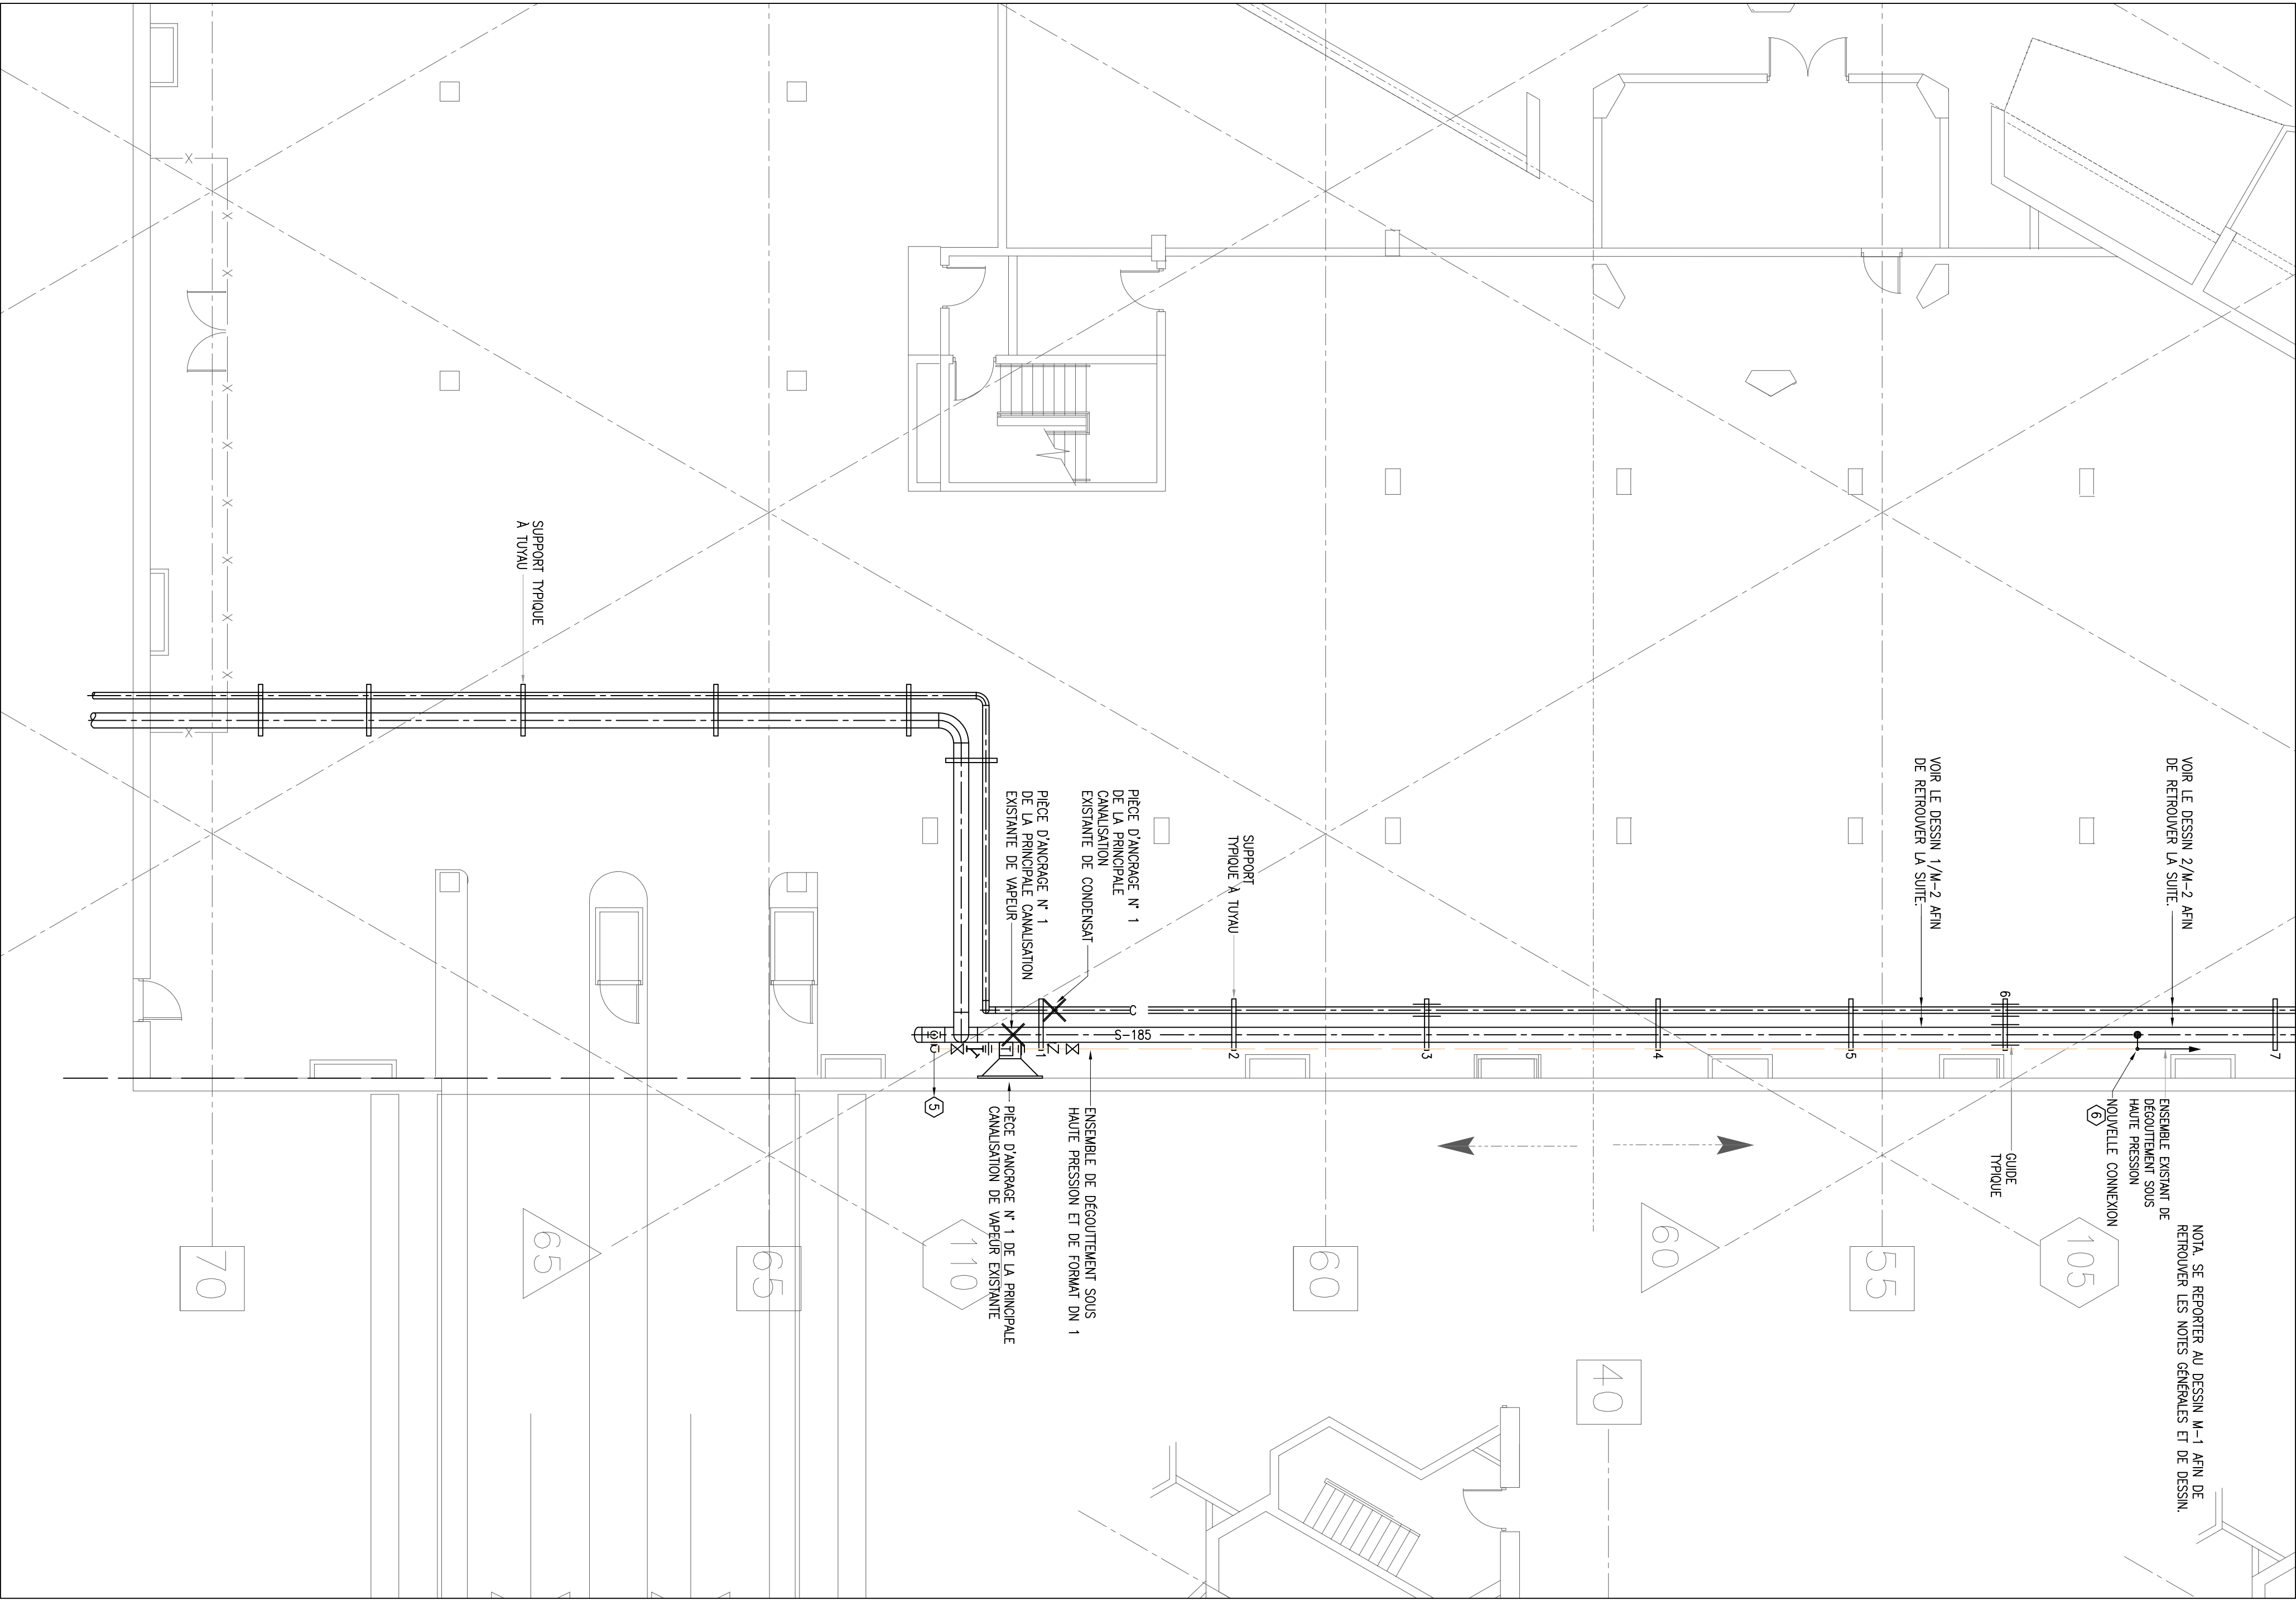 VOIR LE DESSIN 2/M-2 AFIN
DE RETROUVER LA SUITE.
VOIR LE DESSIN 1/M-2 AFIN
DE RETROUVER LA SUITE.
SUPPORT
TYPIQUE À TUYAU
PIÈCE D'ANCRAGE N° 1
DE LA PRINCIPALE
CANALISATION
EXISTANTE DE CONDENSAT
PIÈCE D'ANCRAGE N° 1
DE LA PRINCIPALE CANALISATION
EXISTANTE DE VAPEUR
SUPPORT TYPIQUE
À TUYAU
C
S-185
1
2
3
4
5
6
7
NOTA. SE REPORTER AU DESSIN M-1 AFIN DE
RETROUVER LES NOTES GÉNÉRALES ET DE DESSIN.
ENSEMBLE EXISTANT DE
DÉGOUTTEMENT SOUS
HAUTE PRESSION
NOUVELLE CONNEXION
6
GUIDE
TYPIQUE
ENSEMBLE DE DÉGOUTTEMENT SOUS
HAUTE PRESSION ET DE FORMAT DN 1
PIÈCE D'ANCRAGE N° 1 DE LA PRINCIPALE
CANALISATION DE VAPEUR EXISTANTE
5
105
55
60
60
110
65
65
70
40